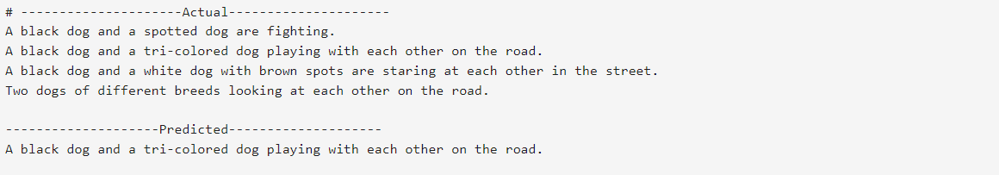 # ---------------------Actual---------------------
A black dog and a spotted dog are fighting.
A black dog and a tri-colored dog playing with each other on the road.
A black dog and a white dog with brown spots are staring at each other in the street.
Two dogs of different breeds looking at each other on the road.
--------------------Predicted--------------------
A black dog and a tri-colored dog playing with each other on the road.